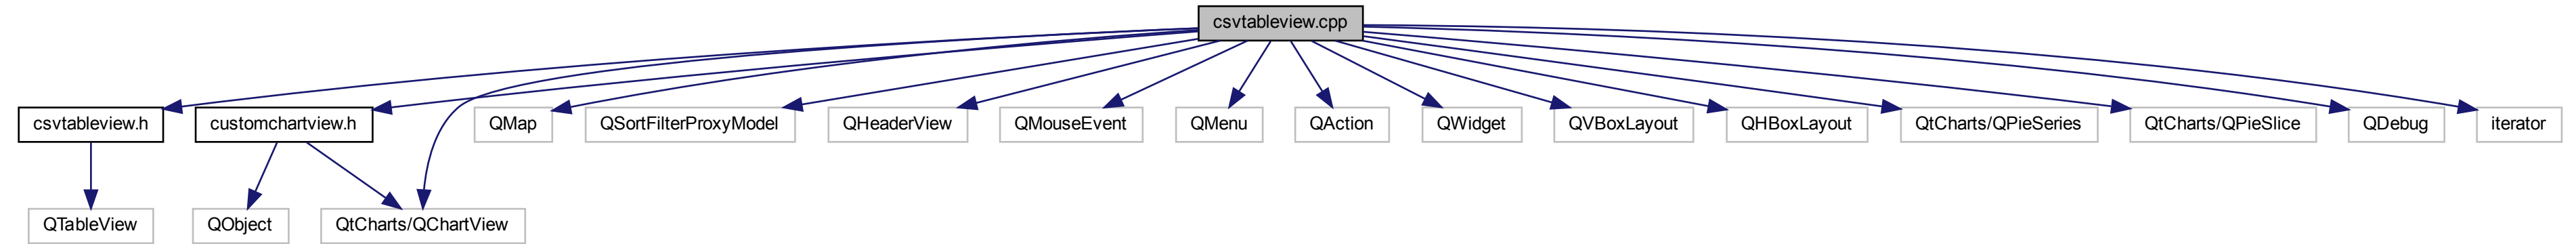 csvtableview.cpp
csvtableview.h
customchartview.h
QMap
QSortFilterProxyModel
QHeaderView
QMouseEvent
QMenu
QAction
QWidget
QVBoxLayout
QHBoxLayout
QtCharts/QPieSeries
QtCharts/QPieSlice
QDebug
iterator
QTableView
QObject
QtCharts/QChartView